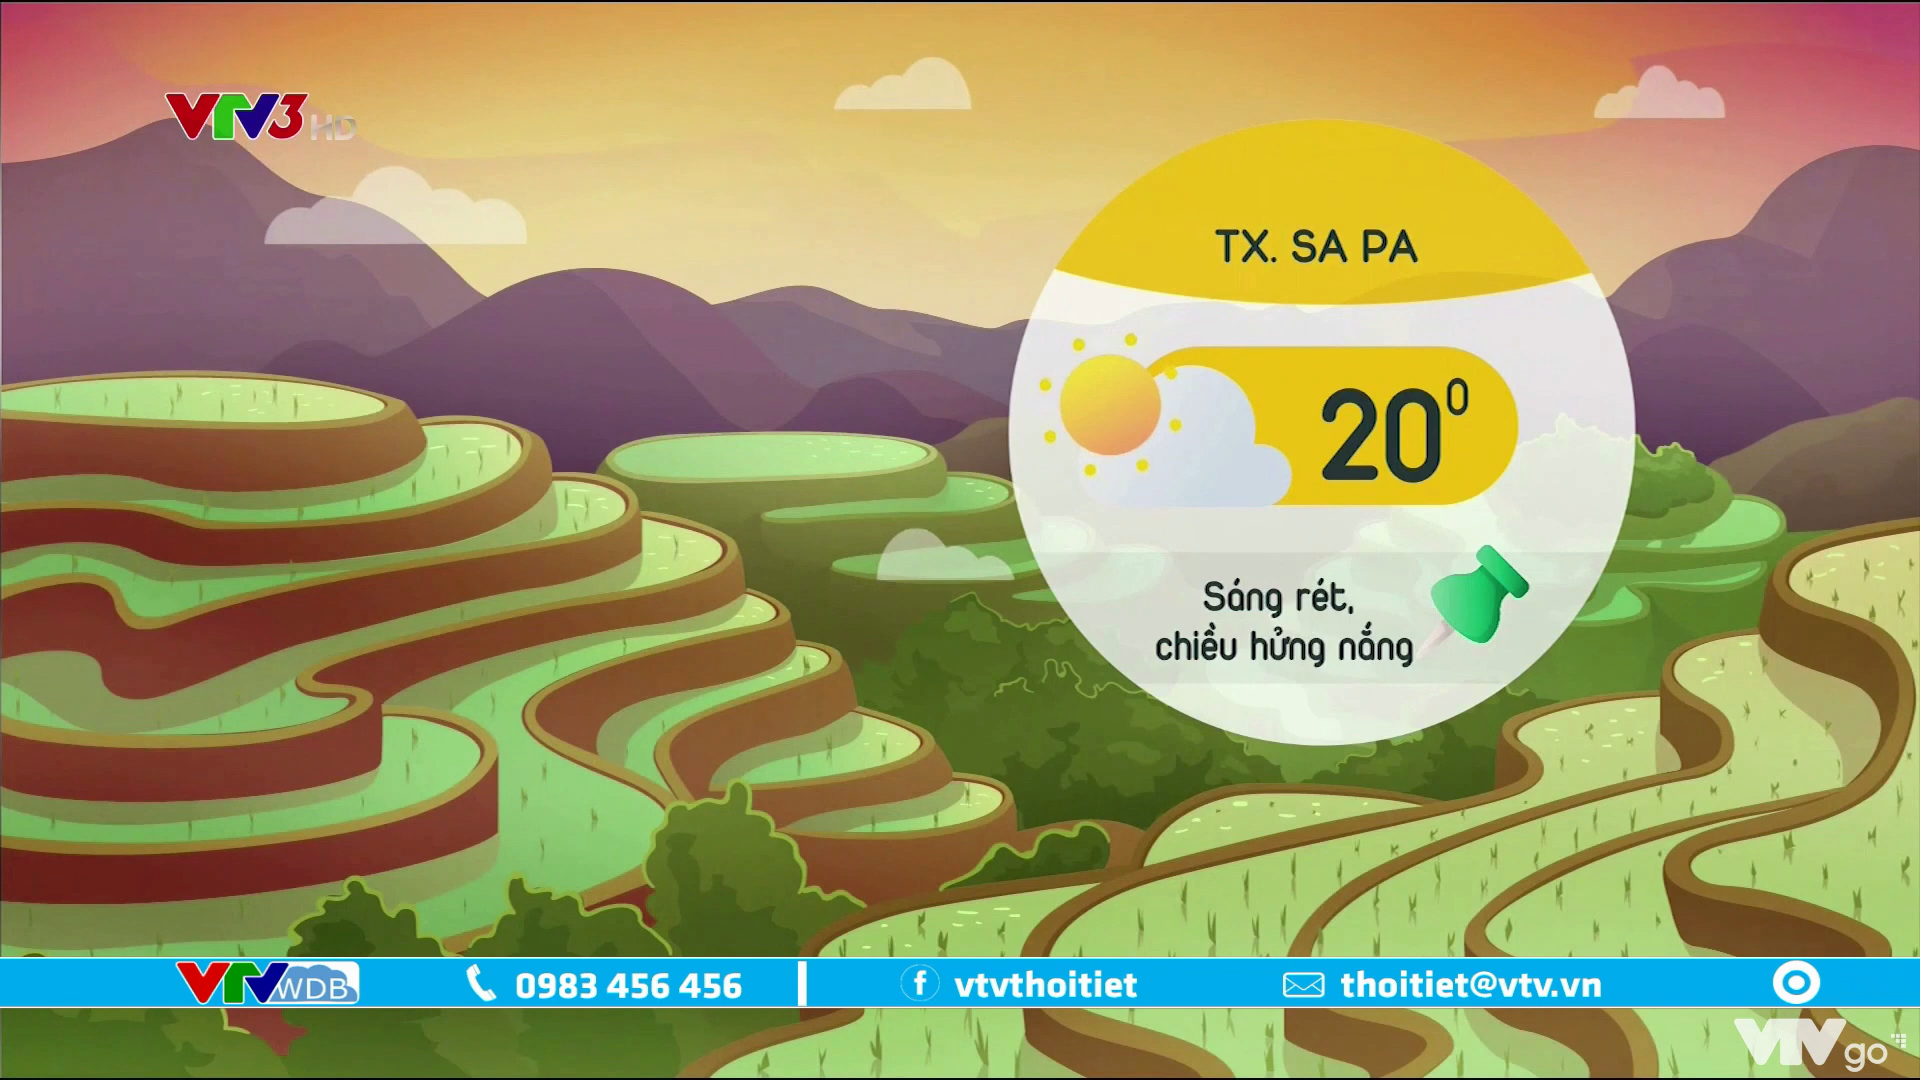 VTV3 HD
TX. SA PA
20⁰
Sáng rét,
chiều hửng nắng
VTV WDB
0983 456 456
vtvthoitiet
thoitiet@vtv.vn
VTV go